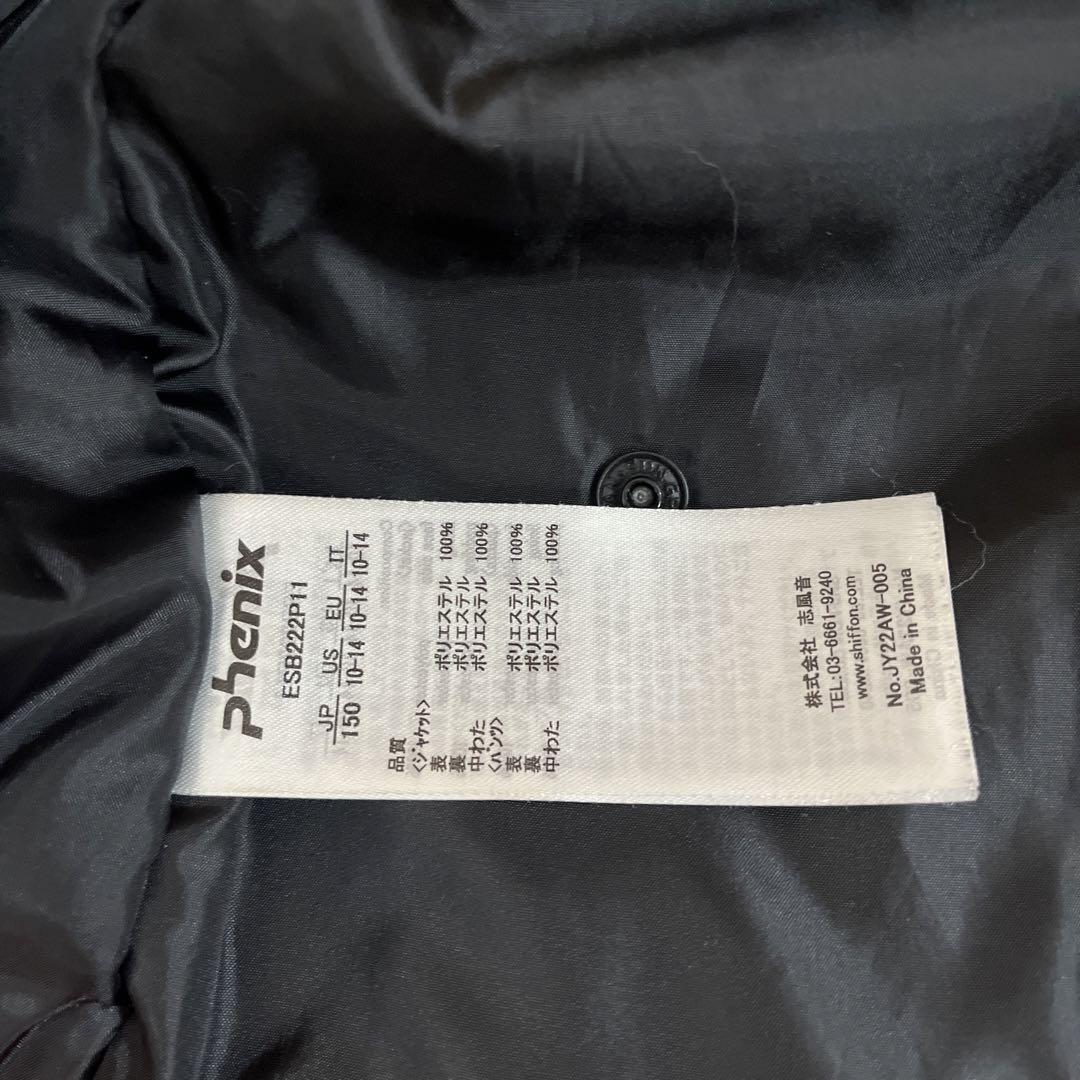 phenix
ESB222P11
JP US EU IT
150 10-14 10-14 10-14
品質
<ジャケット>
表 ポリエステル 100%
裏 ポリエステル 100%
中わた ポリエステル 100%
<パンツ>
表 ポリエステル 100%
裏 ポリエステル 100%
中わた ポリエステル 100%
株式会社 志風音
TEL:03-6661-9240
www.shiffon.com
No.JY22AW-005
Made in China